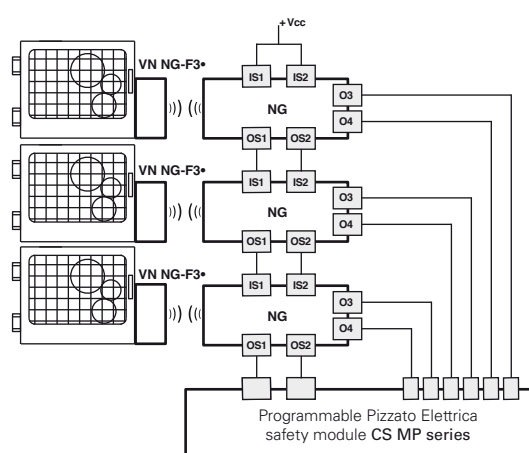 +Vcc
VN NG-F3•
IS1 IS2
O3
NG
O4
OS1 OS2
VN NG-F3•
IS1 IS2
O3
NG
O4
OS1 OS2
VN NG-F3•
IS1 IS2
O3
NG
O4
OS1 OS2
Programmable Pizzato Elettrica
safety module CS MP series